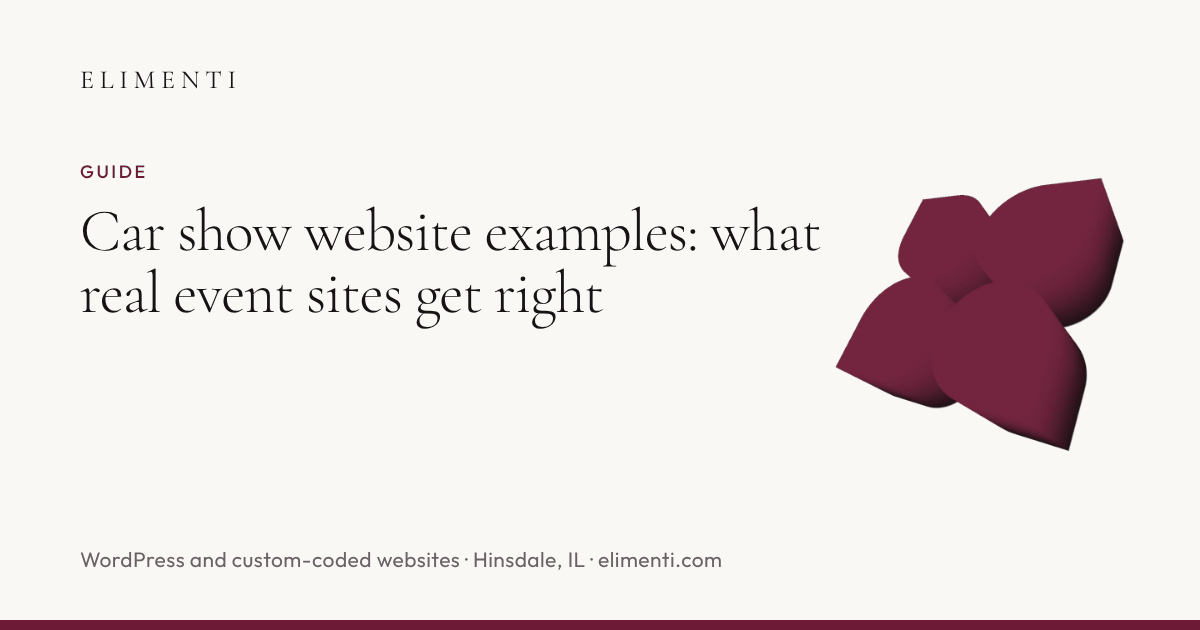 ELIMENTI
GUIDE
Car show website examples: what
real event sites get right
WordPress and custom-coded websites · Hinsdale, IL · elimenti.com